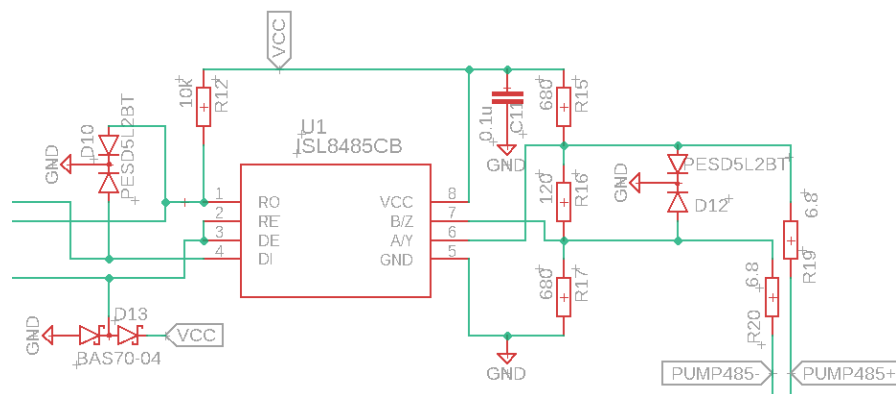 VCC
10k
R12
D10
GND
PESD5L2BT
U1
ISL8485CB
1
RO
2
RE
3
DE
4
DI
VCC
8
B/Z
7
A/Y
6
GND
5
0.1u
C11
GND
680
R15
120
R16
680
R17
GND
PESD5L2BT
GND
D12
6.8
R19
6.8
R20
PUMP485-
PUMP485+
D13
GND
VCC
BAS70-04